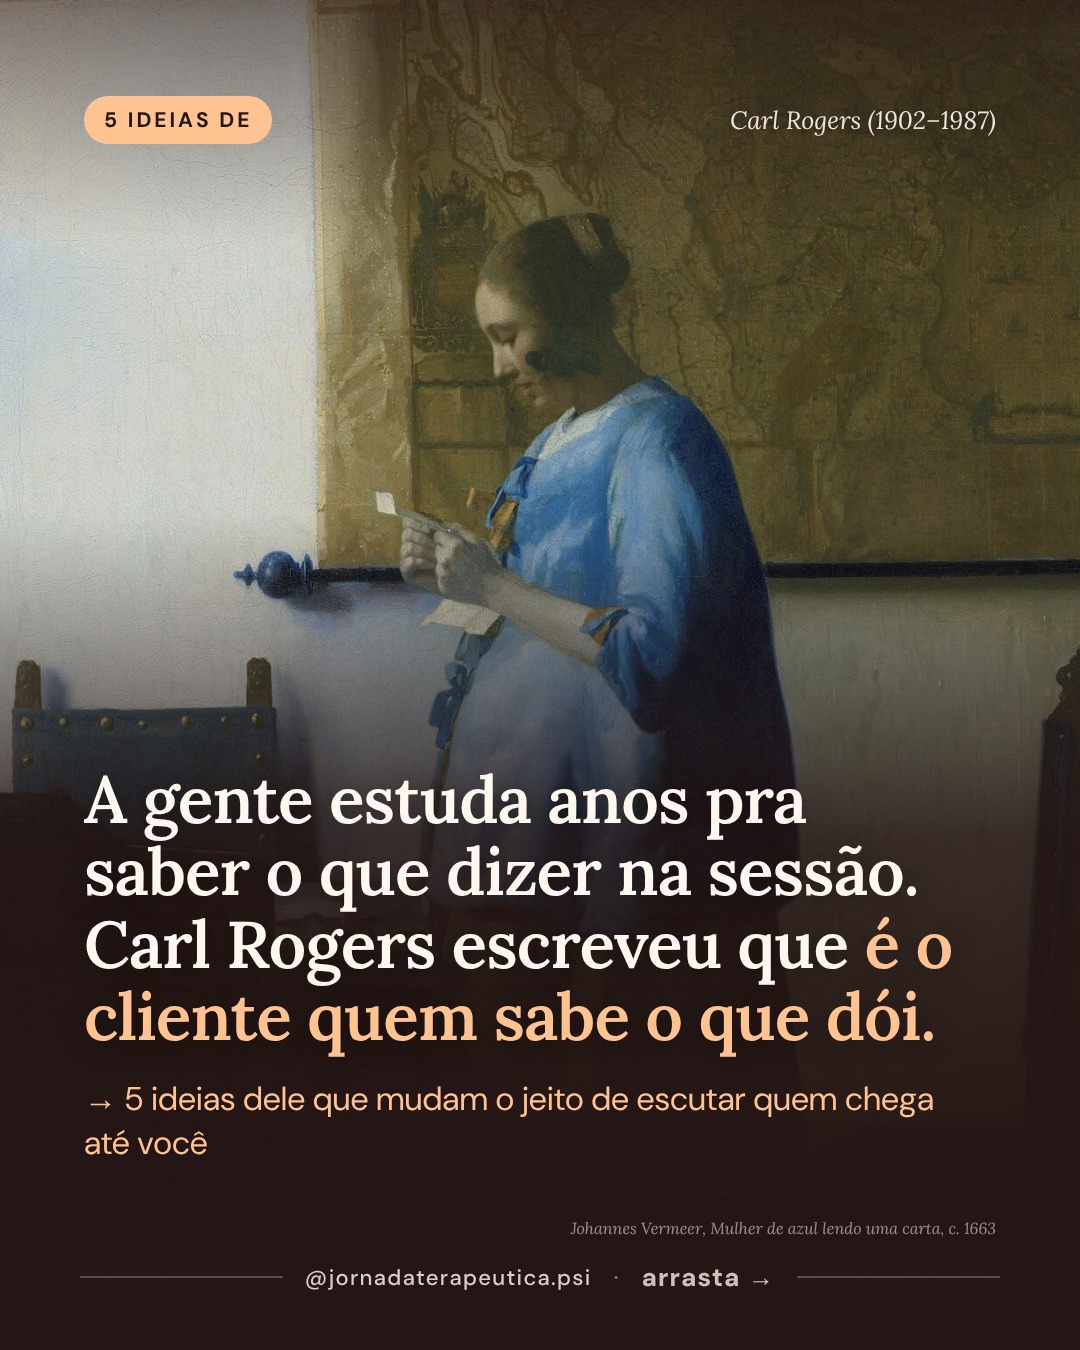 5 IDEIAS DE
Carl Rogers (1902–1987)
A gente estuda anos pra
saber o que dizer na sessão.
Carl Rogers escreveu que é o
cliente quem sabe o que dói.
→ 5 ideias dele que mudam o jeito de escutar quem chega
até você
Johannes Vermeer, Mulher de azul lendo uma carta, c. 1663
@jornadaterapeutica.psi · arrasta →